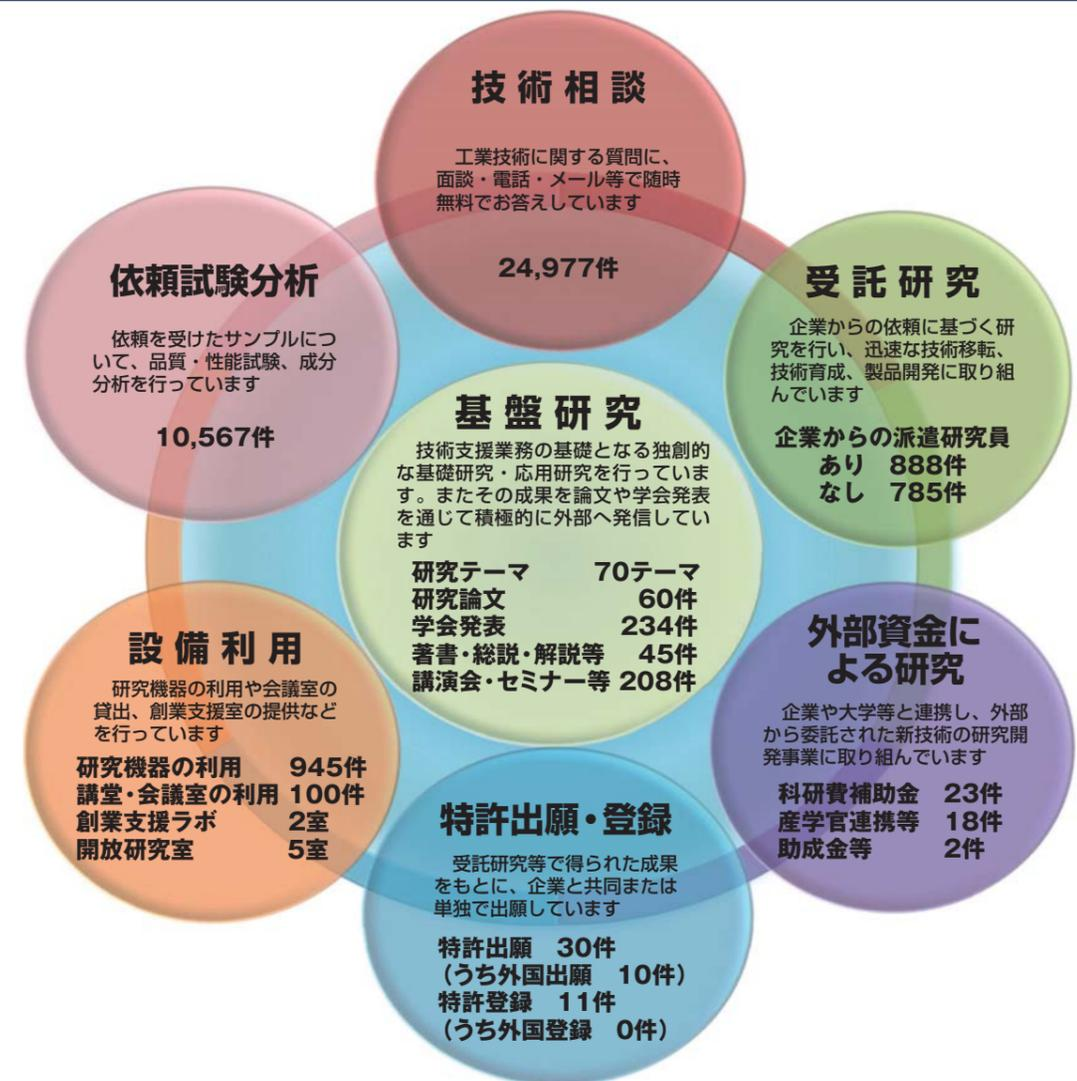 技術相談
工業技術に関する質問に、
面談・電話・メール等で随時
無料でお答えしています
24,977件
依頼試験分析
依頼を受けたサンプルにつ
いて、品質・性能試験、成分
分析を行っています
10,567件
受託研究
企業からの依頼に基づく研
究を行い、迅速な技術移転、
技術育成、製品開発に取り組
んでいます
企業からの派遣研究員
あり 888件
なし 785件
基盤研究
技術支援業務の基礎となる独創的
な基礎研究・応用研究を行っていま
す。またその成果を論文や学会発表
を通じて積極的に外部へ発信してい
ます
研究テーマ 70テーマ
研究論文 60件
学会発表 234件
著書・総説・解説等 45件
講演会・セミナー等 208件
設備利用
研究機器の利用や会議室の
貸出、創業支援室の提供など
を行っています
研究機器の利用 945件
講堂・会議室の利用 100件
創業支援ラボ 2室
開放研究室 5室
外部資金に
よる研究
企業や大学等と連携し、外部
から委託された新技術の研究開
発事業に取り組んでいます
科研費補助金 23件
産学官連携等 18件
助成金等 2件
特許出願・登録
受託研究等で得られた成果
をもとに、企業と共同または
単独で出願しています
特許出願 30件
（うち外国出願 10件）
特許登録 11件
（うち外国登録 0件）